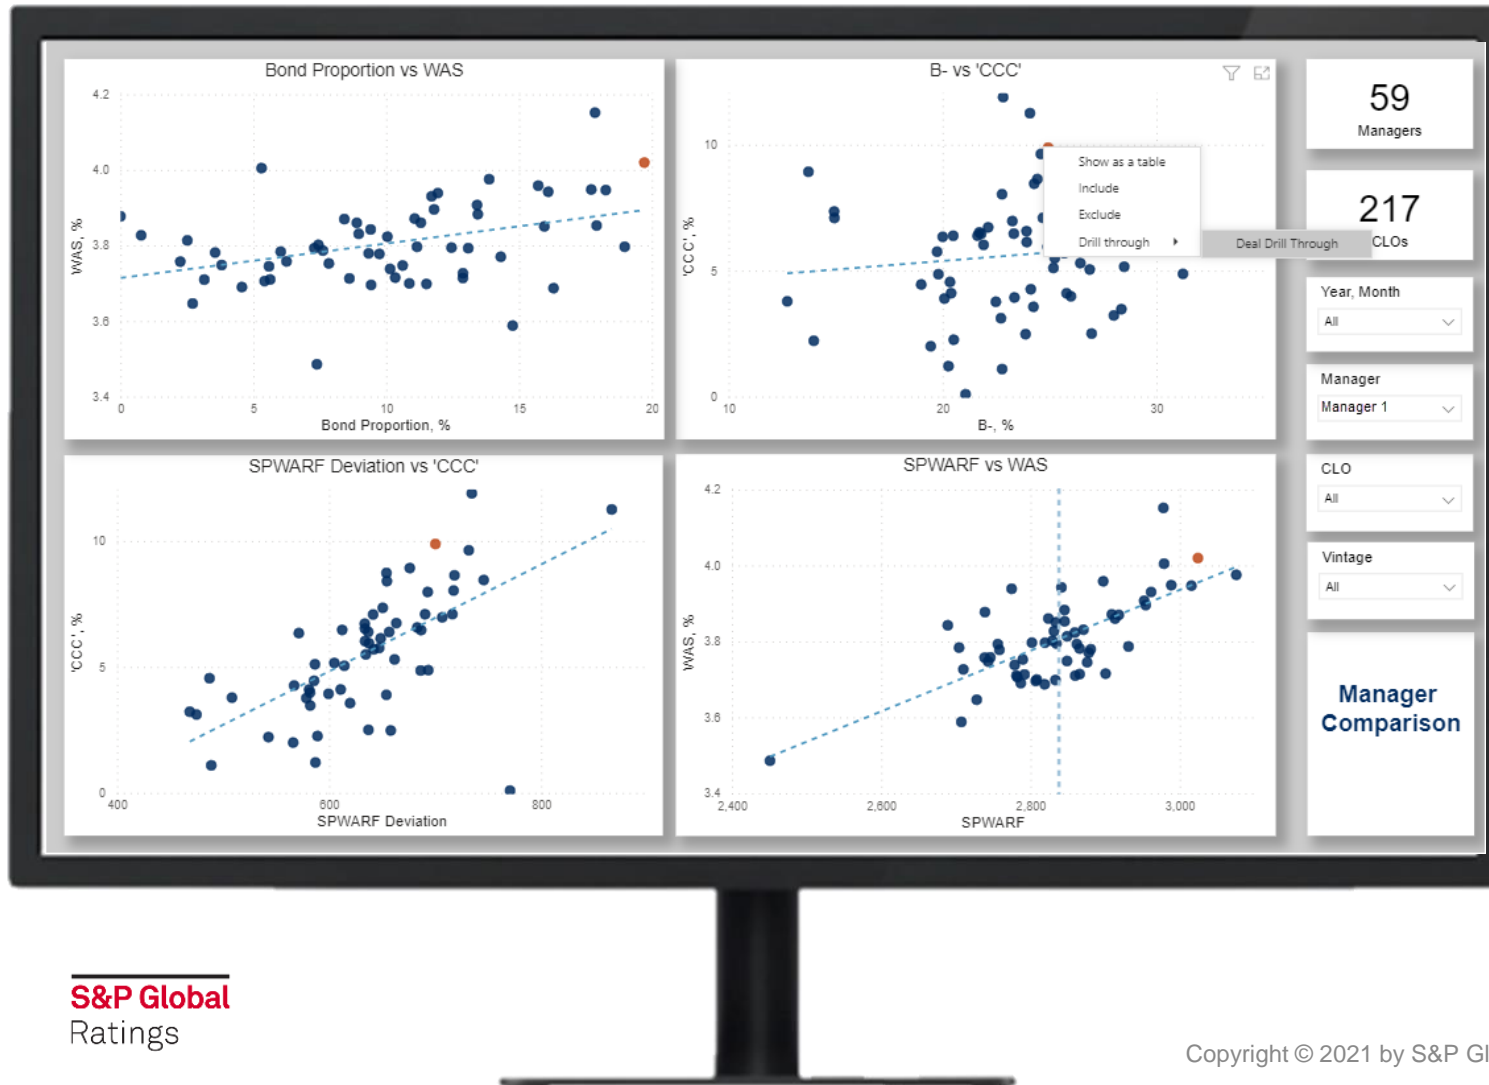 Bond Proportion vs WAS
4.2
4.0
3.8
3.6
3.4
WAS, %
0 5 10 15 20
Bond Proportion, %
B- vs 'CCC'
10
5
0
'CCC', %
10 20 30
B-, %
Show as a table
Include
Exclude
Drill through
Deal Drill Through
SPWARF Deviation vs 'CCC'
10
5
0
'CCC', %
400 600 800
SPWARF Deviation
SPWARF vs WAS
4.2
4.0
3.8
3.6
3.4
WAS, %
2,400 2,600 2,800 3,000
SPWARF
59
Managers
217
CLOs
Year, Month
All
Manager
Manager 1
CLO
All
Vintage
All
Manager
Comparison
S&P Global
Ratings
Copyright © 2021 by S&P Gl